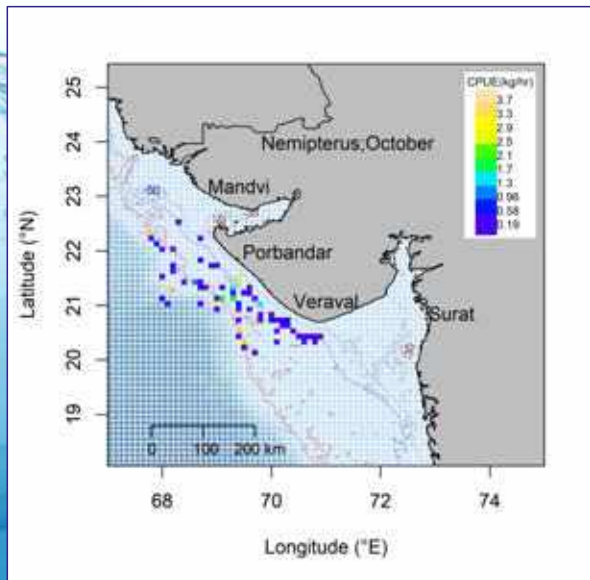 CPUE(kg/hr)
3.7
3.3
2.9
2.5
2.1
1.7
1.3
0.96
0.58
0.19
Nemipterus,October
Mandvi
Porbandar
Veraval
Surat
25
24
23
22
21
20
19
Latitude (°N)
0 100 200 km
68 70 72 74
Longitude (°E)